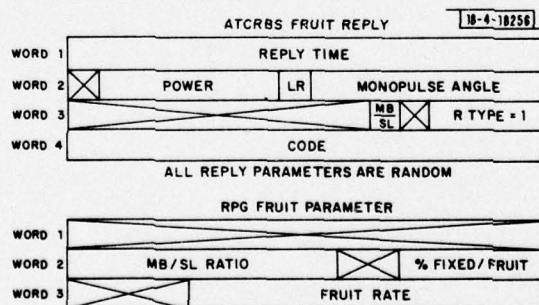 ATCRBS FRUIT REPLY
18-4-18256
WORD 1 REPLY TIME
WORD 2 POWER LR MONOPULSE ANGLE
WORD 3 MB/SL R TYPE = 1
WORD 4 CODE
ALL REPLY PARAMETERS ARE RANDOM
RPG FRUIT PARAMETER
WORD 1
WORD 2 MB/SL RATIO % FIXED/FRUIT
WORD 3 FRUIT RATE